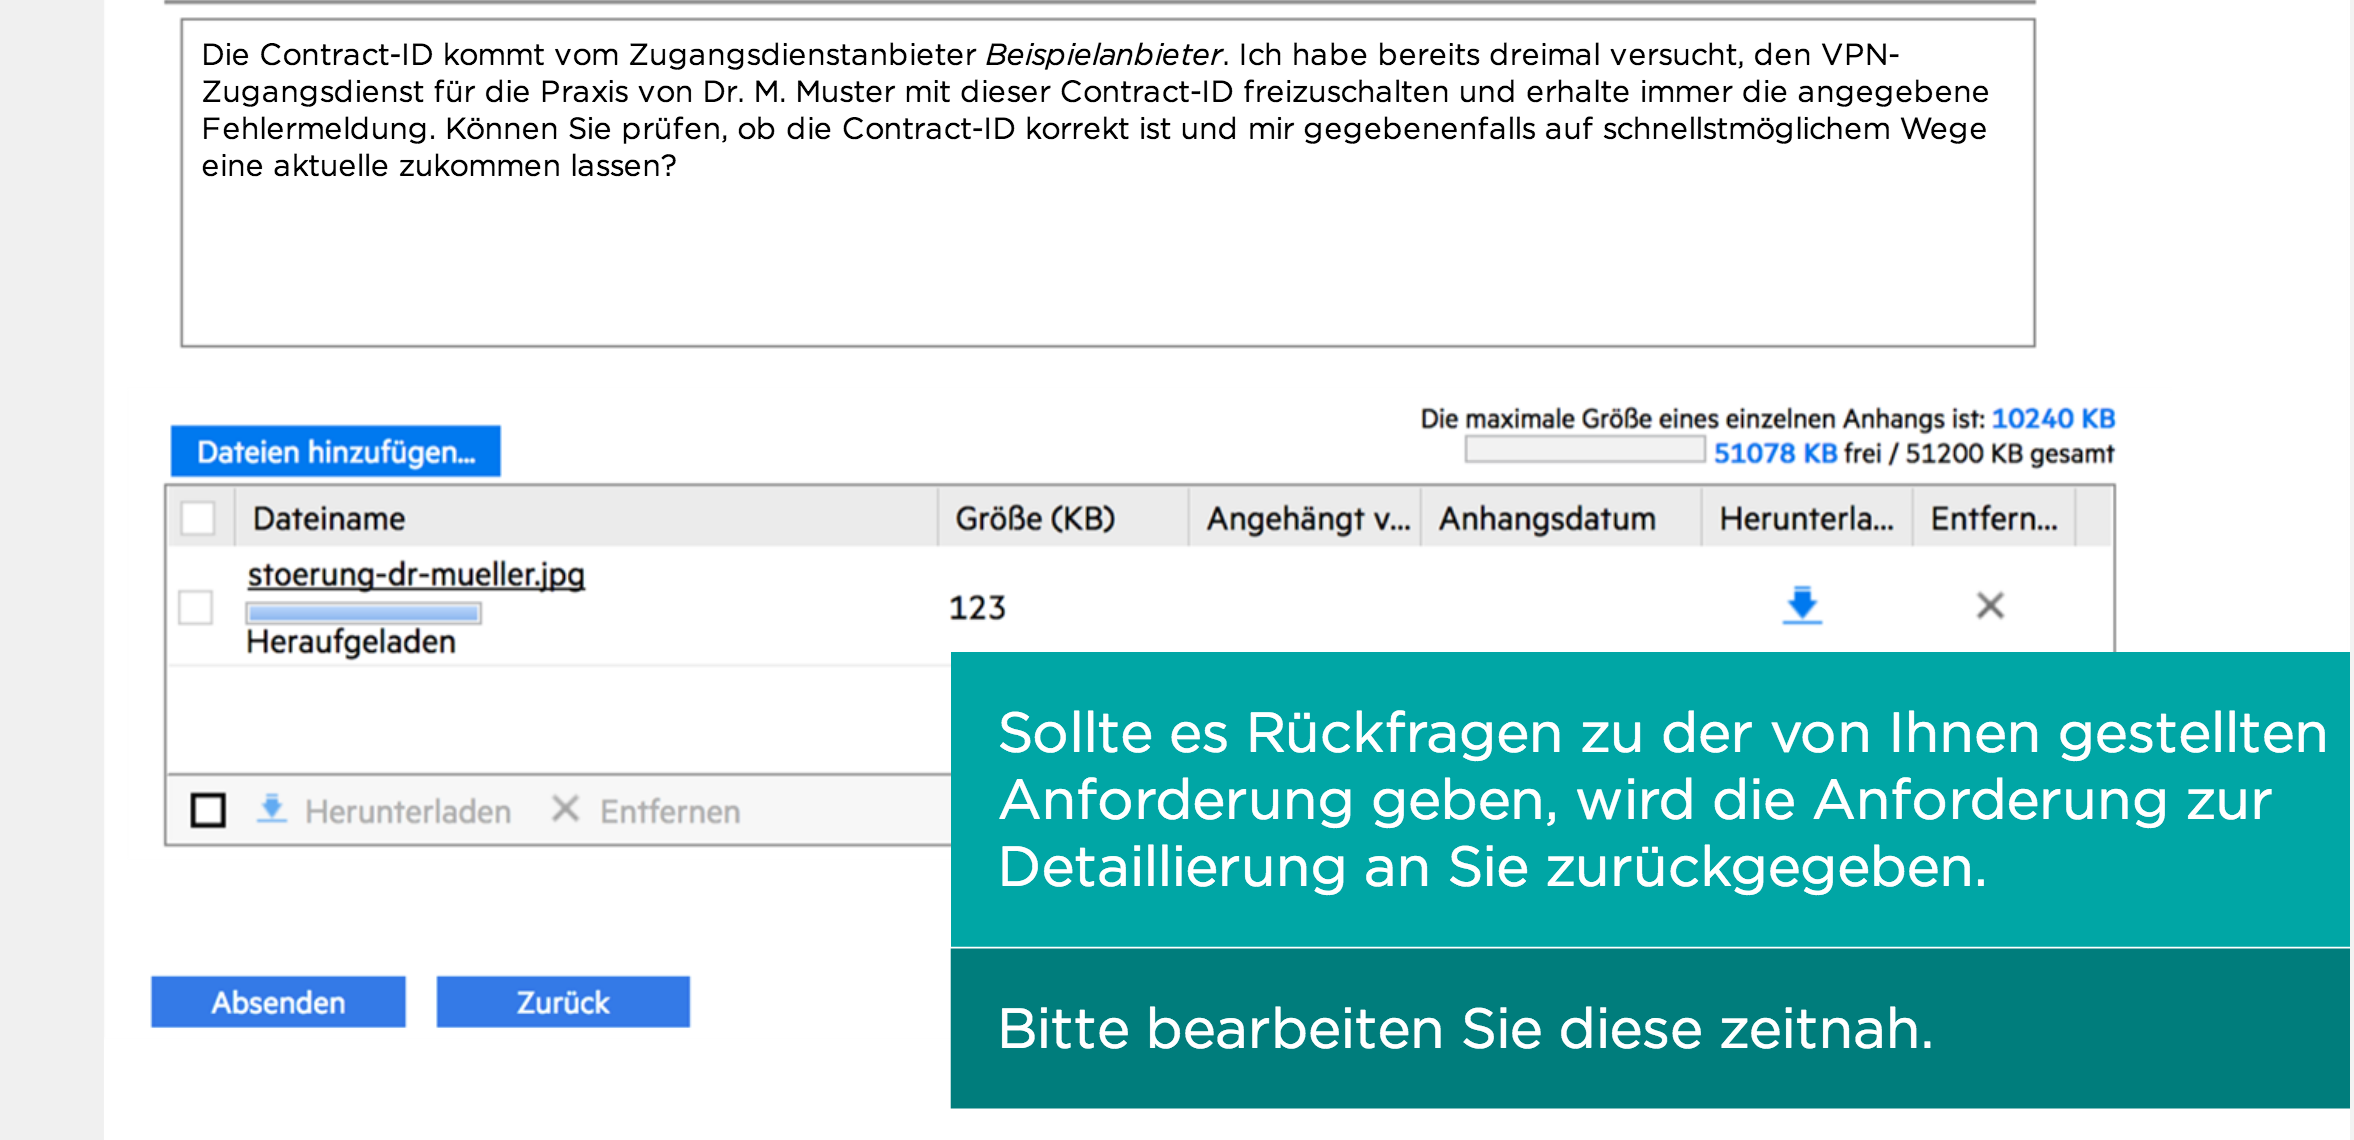 Die Contract-ID kommt vom Zugangsdienstanbieter Beispielanbieter. Ich habe bereits dreimal versucht, den VPN-
Zugangsdienst für die Praxis von Dr. M. Muster mit dieser Contract-ID freizuschalten und erhalte immer die angegebene
Fehlermeldung. Können Sie prüfen, ob die Contract-ID korrekt ist und mir gegebenenfalls auf schnellstmöglichem Wege
eine aktuelle zukommen lassen?
Die maximale Größe eines einzelnen Anhangs ist: 10240 KB
Dateien hinzufügen...
51078 KB frei / 51200 KB gesamt
Dateiname Größe (KB) Angehängt v... Anhangsdatum Herunterla... Entfern...
stoerung-dr-mueller.jpg
123
Heraufgeladen
Herunterladen Entfernen
Sollte es Rückfragen zu der von Ihnen gestellten
Anforderung geben, wird die Anforderung zur
Detaillierung an Sie zurückgegeben.
Absenden Zurück
Bitte bearbeiten Sie diese zeitnah.